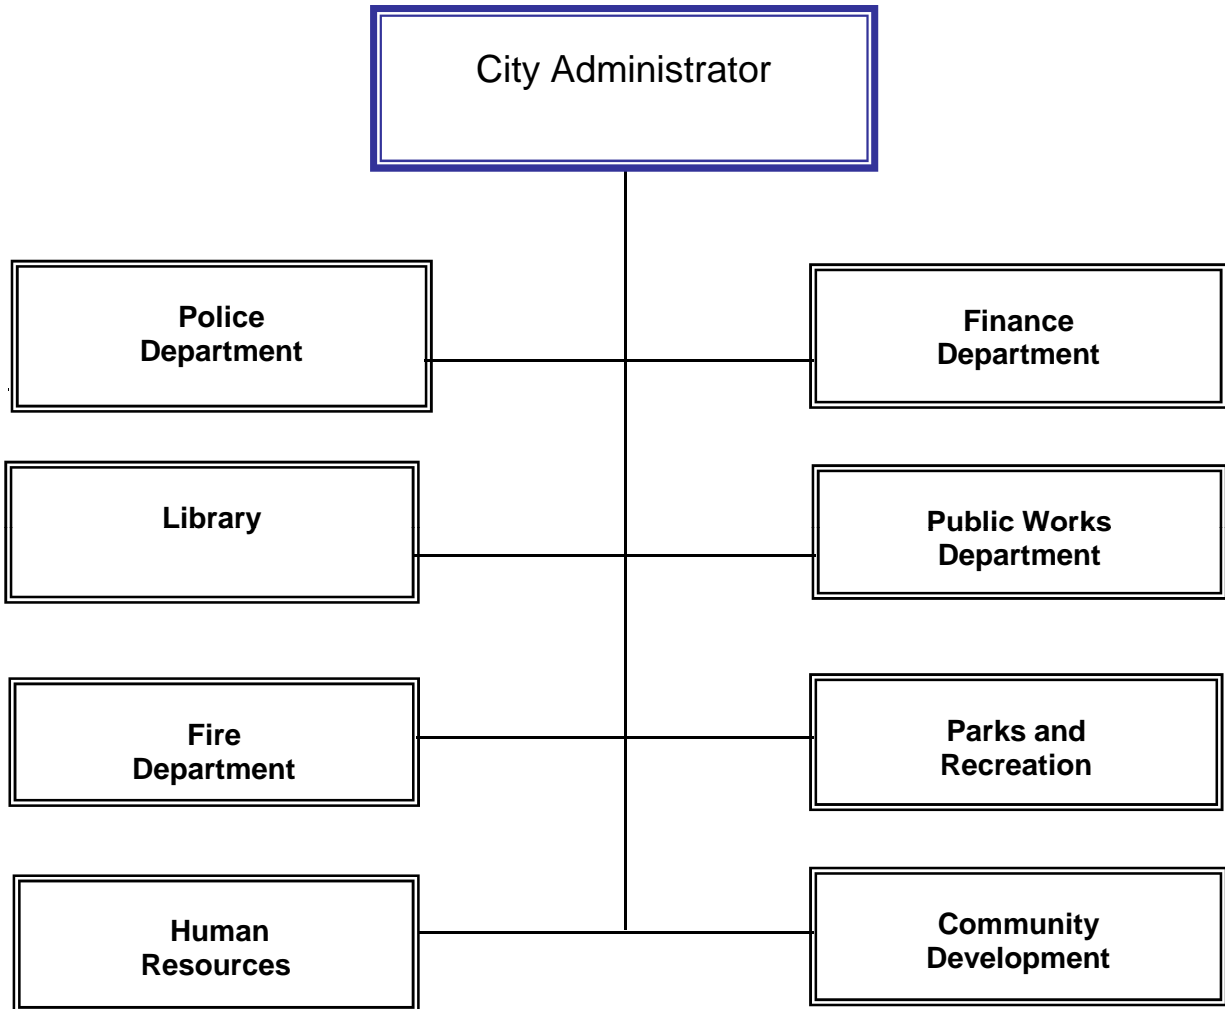 City Administrator
Police
Department
Finance
Department
Library
Public Works
Department
Fire
Department
Parks and
Recreation
Human
Resources
Community
Development